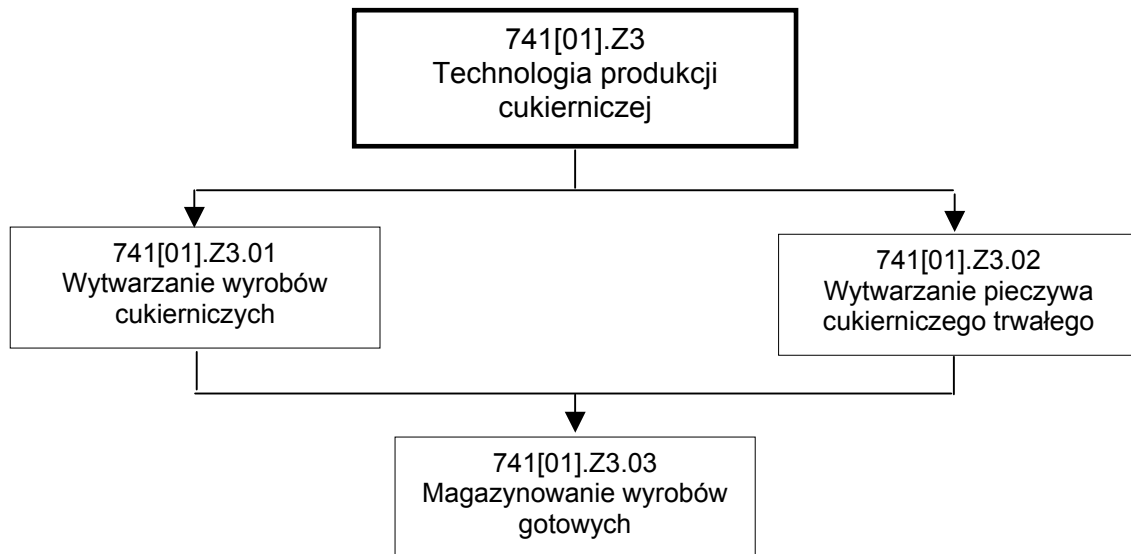 741[01].Z3
Technologia produkcji
cukierniczej
741[01].Z3.01
Wytwarzanie wyrobów
cukierniczych
741[01].Z3.02
Wytwarzanie pieczywa
cukierniczego trwałego
741[01].Z3.03
Magazynowanie wyrobów
gotowych